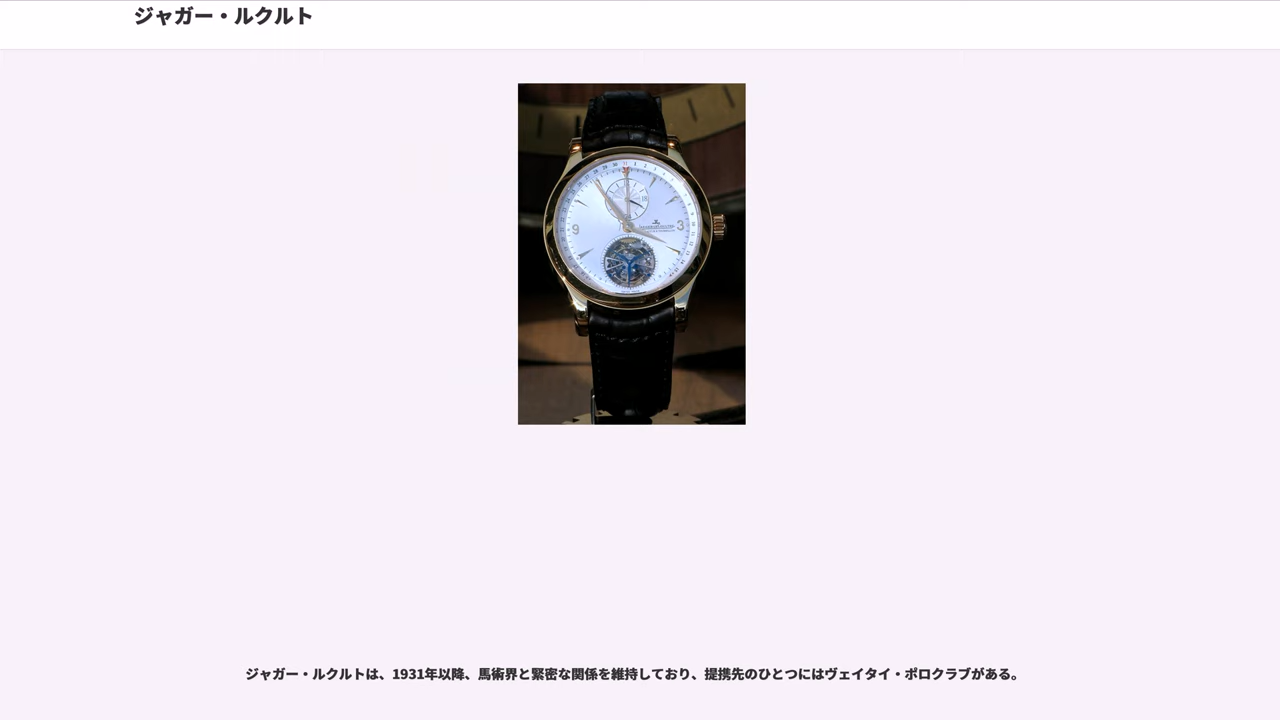 ジャガー・ルクルト
9
3
ジャガー・ルクルトは、1931年以降、馬術界と緊密な関係を維持しており、提携先のひとつにはヴェイタイ・ポロクラブがある。